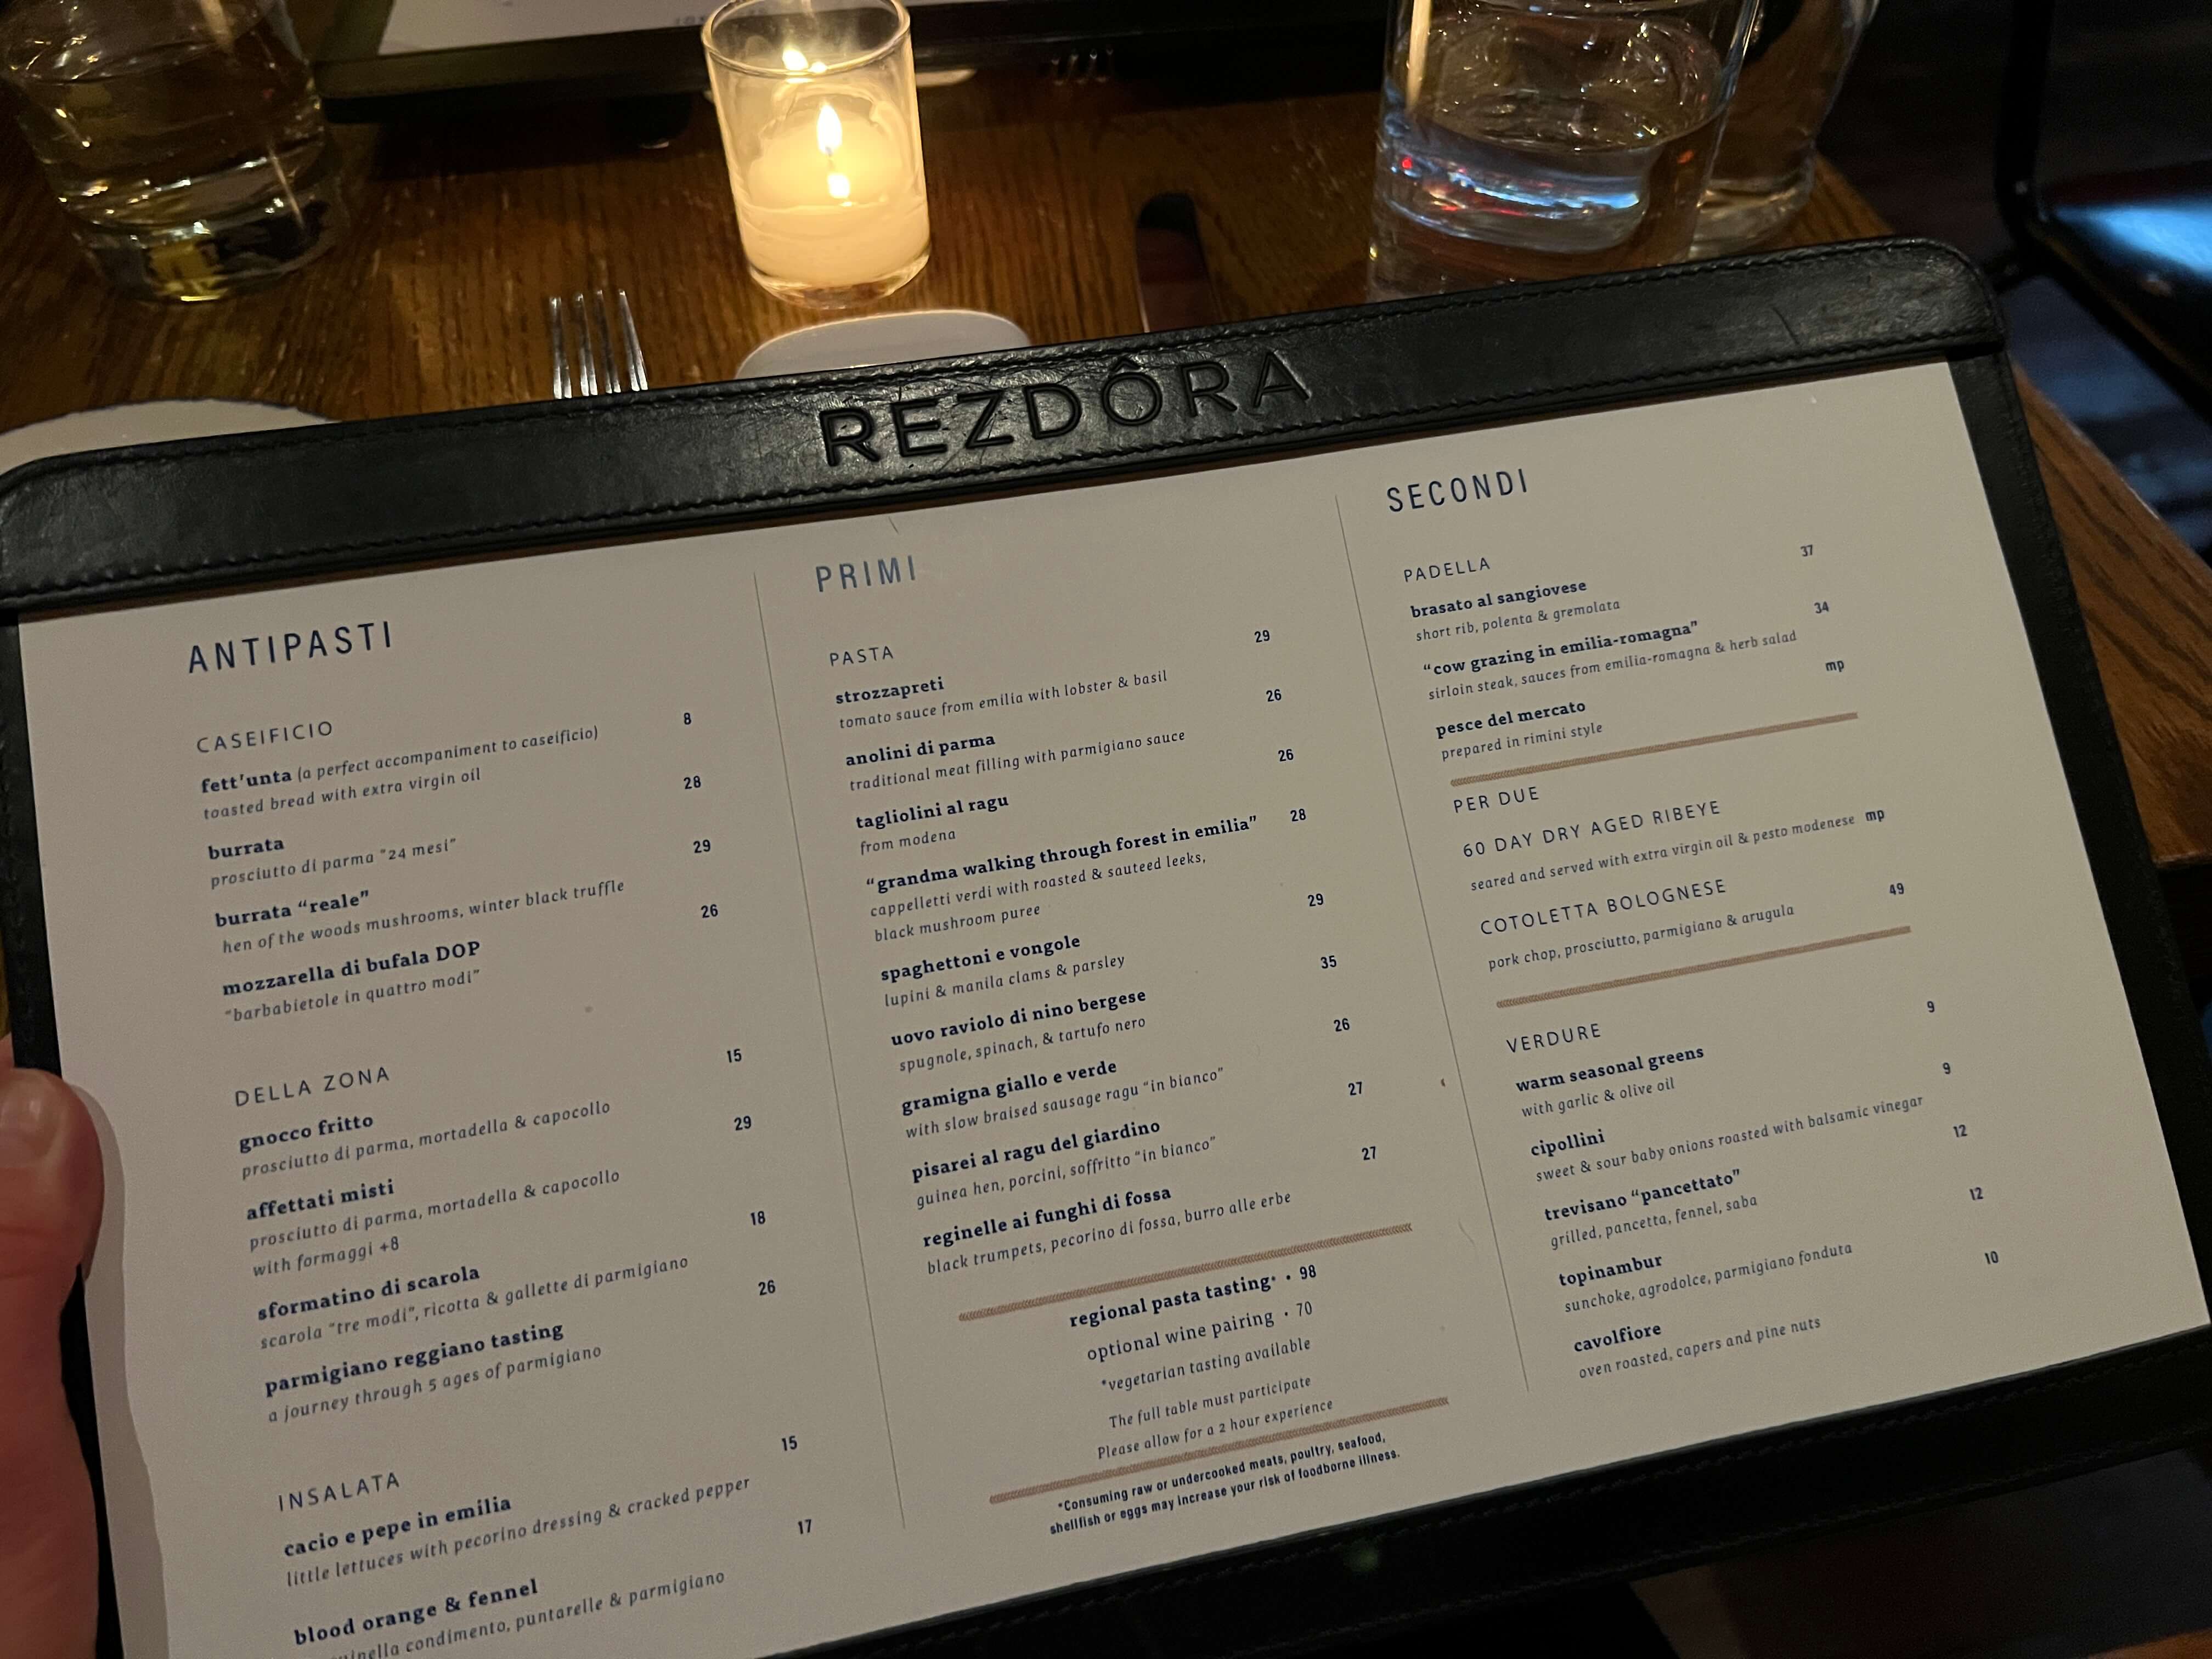 REZDÔRA
ANTIPASTI
CASEIFICIO
fett'unta (a perfect accompaniment to caseificio) 8
toasted bread with extra virgin oil
burrata 28
prosciutto di parma "24 mesi"
burrata "reale" 29
hen of the woods mushrooms, winter black truffle
mozzarella di bufala DOP 26
"barbabietole in quattro modi"
DELLA ZONA
gnocco fritto 15
prosciutto di parma, mortadella & capocollo
affettati misti 29
prosciutto di parma, mortadella & capocollo
with formaggi +8
sformatino di scarola 18
scarola "tre modi", ricotta & gallette di parmigiano
parmigiano reggiano tasting 26
a journey through 5 ages of parmigiano
INSALATA
cacio e pepe in emilia 15
little lettuces with pecorino dressing & cracked pepper
blood orange & fennel 17
condimento, puntarelle & parmigiano
PRIMI
PASTA
strozzapreti 29
tomato sauce from emilia with lobster & basil
anolini di parma 26
traditional meat filling with parmigiano sauce
tagliolini al ragu 26
from modena
"grandma walking through forest in emilia" 28
cappelletti verdi with roasted & sauteed leeks,
black mushroom puree
spaghettoni e vongole 29
lupini & manila clams & parsley
uovo raviolo di nino bergese 35
spugnole, spinach, & tartufo nero
gramigna giallo e verde 26
with slow braised sausage ragu "in bianco"
pisarei al ragu del giardino 27
guinea hen, porcini, soffritto "in bianco"
reginelle ai funghi di fossa 27
black trumpets, pecorino di fossa, burro alle erbe
regional pasta tasting* • 98
optional wine pairing • 70
*vegetarian tasting available
The full table must participate
Please allow for a 2 hour experience
*Consuming raw or undercooked meats, poultry, seafood,
shellfish or eggs may increase your risk of foodborne illness.
SECONDI
PADELLA
brasato al sangiovese 37
short rib, polenta & gremolata
"cow grazing in emilia-romagna" 34
sirloin steak, sauces from emilia-romagna & herb salad
pesce del mercato mp
prepared in rimini style
PER DUE
60 DAY DRY AGED RIBEYE
seared and served with extra virgin oil & pesto modenese mp
COTOLETTA BOLOGNESE 49
pork chop, prosciutto, parmigiano & arugula
VERDURE
warm seasonal greens 9
with garlic & olive oil
cipollini 9
sweet & sour baby onions roasted with balsamic vinegar
trevisano "pancettato" 12
grilled, pancetta, fennel, saba
topinambur 12
sunchoke, agrodolce, parmigiano fonduta
cavolfiore 10
oven roasted, capers and pine nuts